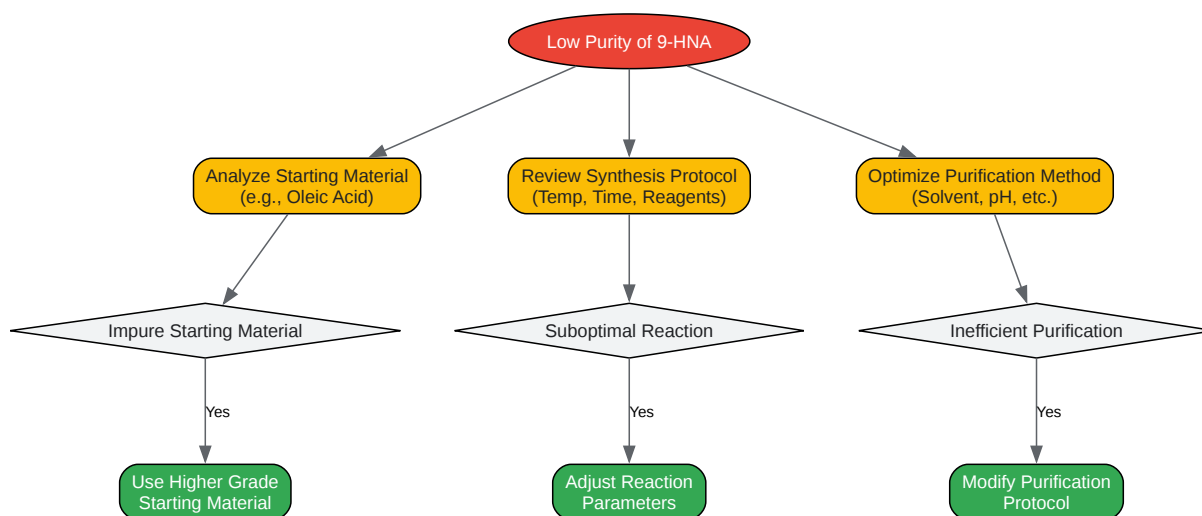 Low Purity of 9-HNA
Analyze Starting Material
(e.g., Oleic Acid)
Review Synthesis Protocol
(Temp, Time, Reagents)
Optimize Purification Method
(Solvent, pH, etc.)
Impure Starting Material
Suboptimal Reaction
Inefficient Purification
Yes
Yes
Yes
Use Higher Grade
Starting Material
Adjust Reaction
Parameters
Modify Purification
Protocol